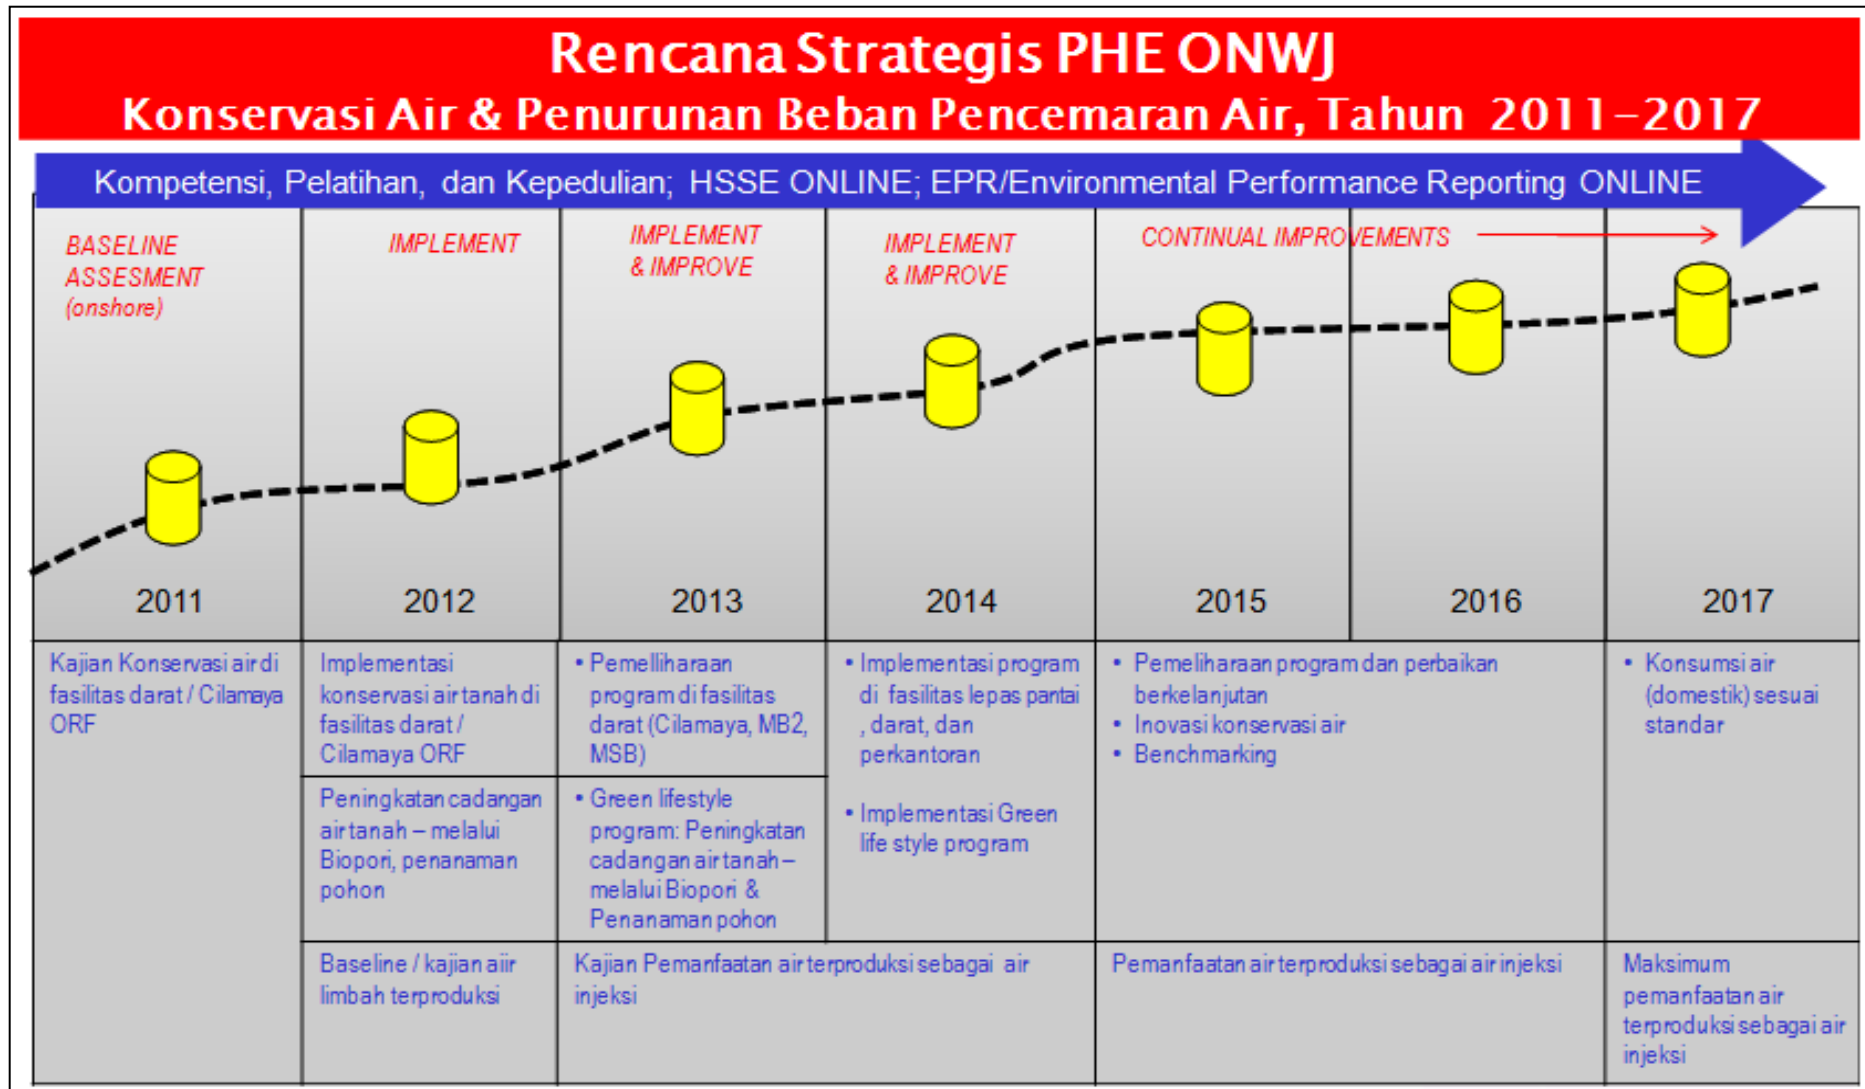 Rencana Strategis PHE ONWJ
Konservasi Air & Penurunan Beban Pencemaran Air, Tahun 2011-2017
Kompetensi, Pelatihan, dan Kepedulian; HSSE ONLINE; EPR/Environmental Performance Reporting ONLINE
BASELINE
ASSESMENT
(onshore)
IMPLEMENT
IMPLEMENT
& IMPROVE
IMPLEMENT
& IMPROVE
CONTINUAL IMPROVEMENTS
2011
2012
2013
2014
2015
2016
2017
Kajian Konservasi air di
fasilitas darat / Cilamaya
ORF
Implementasi
konservasi air tanah di
fasilitas darat /
Cilamaya ORF
• Pemelliharaan
program di fasilitas
darat (Cilamaya, MB2,
MSB)
• Implementasi program
di fasilitas lepas pantai
, darat, dan
perkantoran
• Implementasi Green
life style program
• Pemeliharaan program dan perbaikan
berkelanjutan
• Inovasi konservasi air
• Benchmarking
• Konsumsi air
(domestik) sesuai
standar
Peningkatan cadangan
air tanah – melalui
Biopori, penanaman
pohon
• Green lifestyle
program: Peningkatan
cadangan air tanah –
melalui Biopori &
Penanaman pohon
Baseline / kajian aiir
limbah terproduksi
Kajian Pemanfaatan air terproduksi sebagai air
injeksi
Pemanfaatan air terproduksi sebagai air injeksi
Maksimum
pemanfaatan air
terproduksi sebagai air
injeksi